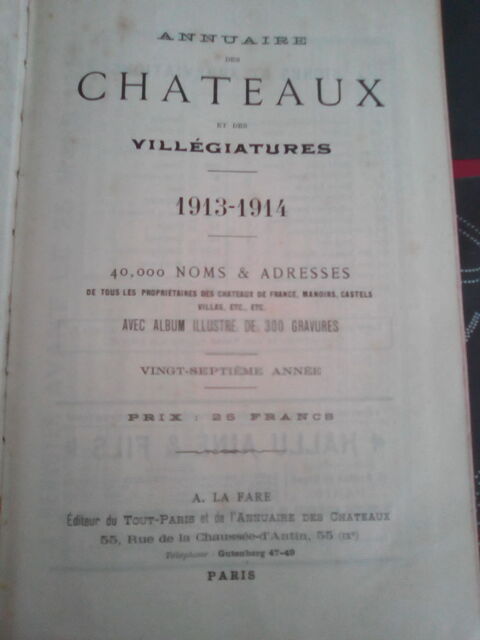 ANNUAIRE
DES
CHATEAUX
ET DES
VILLÉGIATURES
1913-1914
40,000 NOMS & ADRESSES
DE TOUS LES PROPRIÉTAIRES DES CHATEAUX DE FRANCE, MANOIRS, CASTELS
VILLAS, ETC., ETC.
AVEC ALBUM ILLUSTRE DE 300 GRAVURES
VINGT-SEPTIÈME ANNÉE
PRIX : 25 FRANCS
A. LA FARE
Éditeur du TOUT-PARIS et de l'ANNUAIRE DES CHATEAUX
55, Rue de la Chaussée-d'Antin, 55 (IXe)
Téléphone : Gutenberg 47-49
PARIS